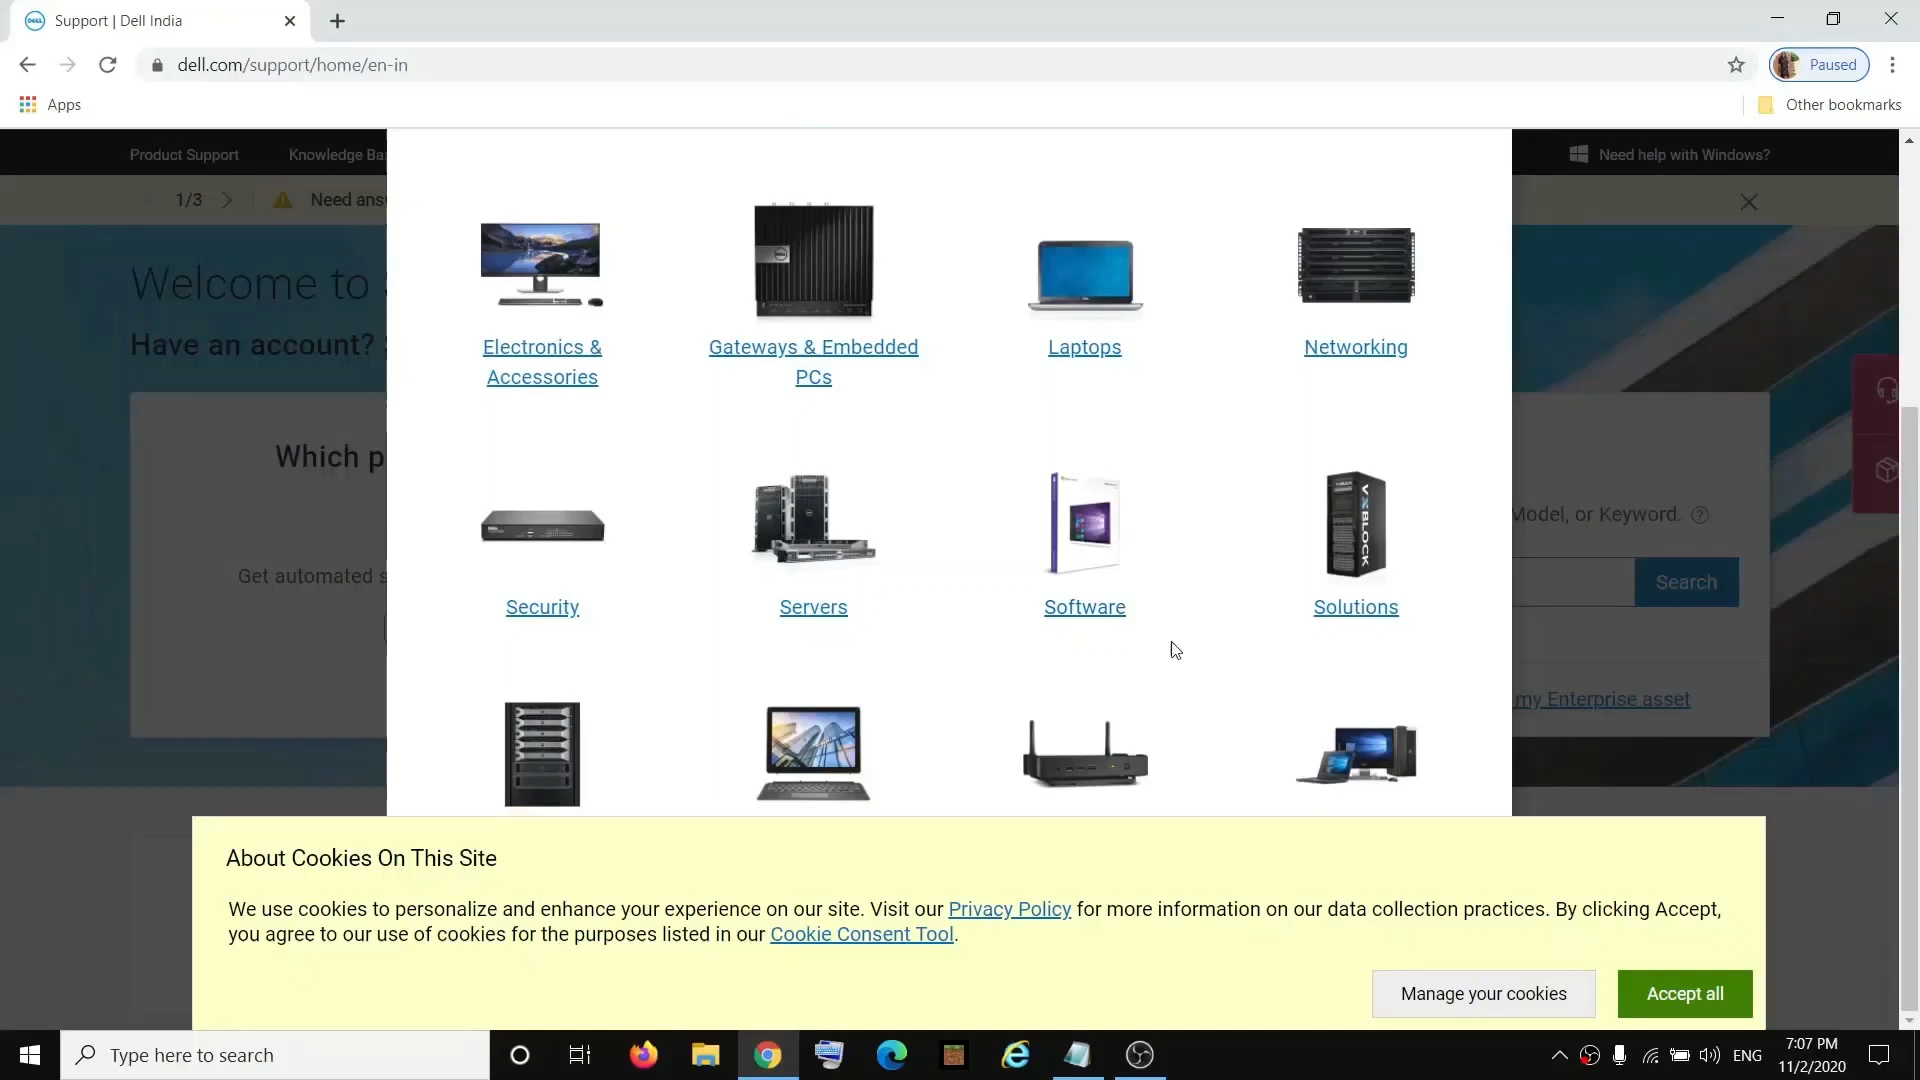 Support | Dell India
dell.com/support/home/en-in
Paused
Apps
Other bookmarks
Product Support
Knowledge Ba
Need help with Windows?
1/3
Need ans
Welcome to
Have an account?
Which p
Get automated s
Model, or Keyword.
Search
my Enterprise asset
Electronics &
Accessories
Gateways & Embedded
PCs
Laptops
Networking
VXBLOCK
Security
Servers
Software
Solutions
About Cookies On This Site
We use cookies to personalize and enhance your experience on our site. Visit our Privacy Policy for more information on our data collection practices. By clicking Accept,
you agree to our use of cookies for the purposes listed in our Cookie Consent Tool.
Manage your cookies
Accept all
Type here to search
ENG
7:07 PM
11/2/2020